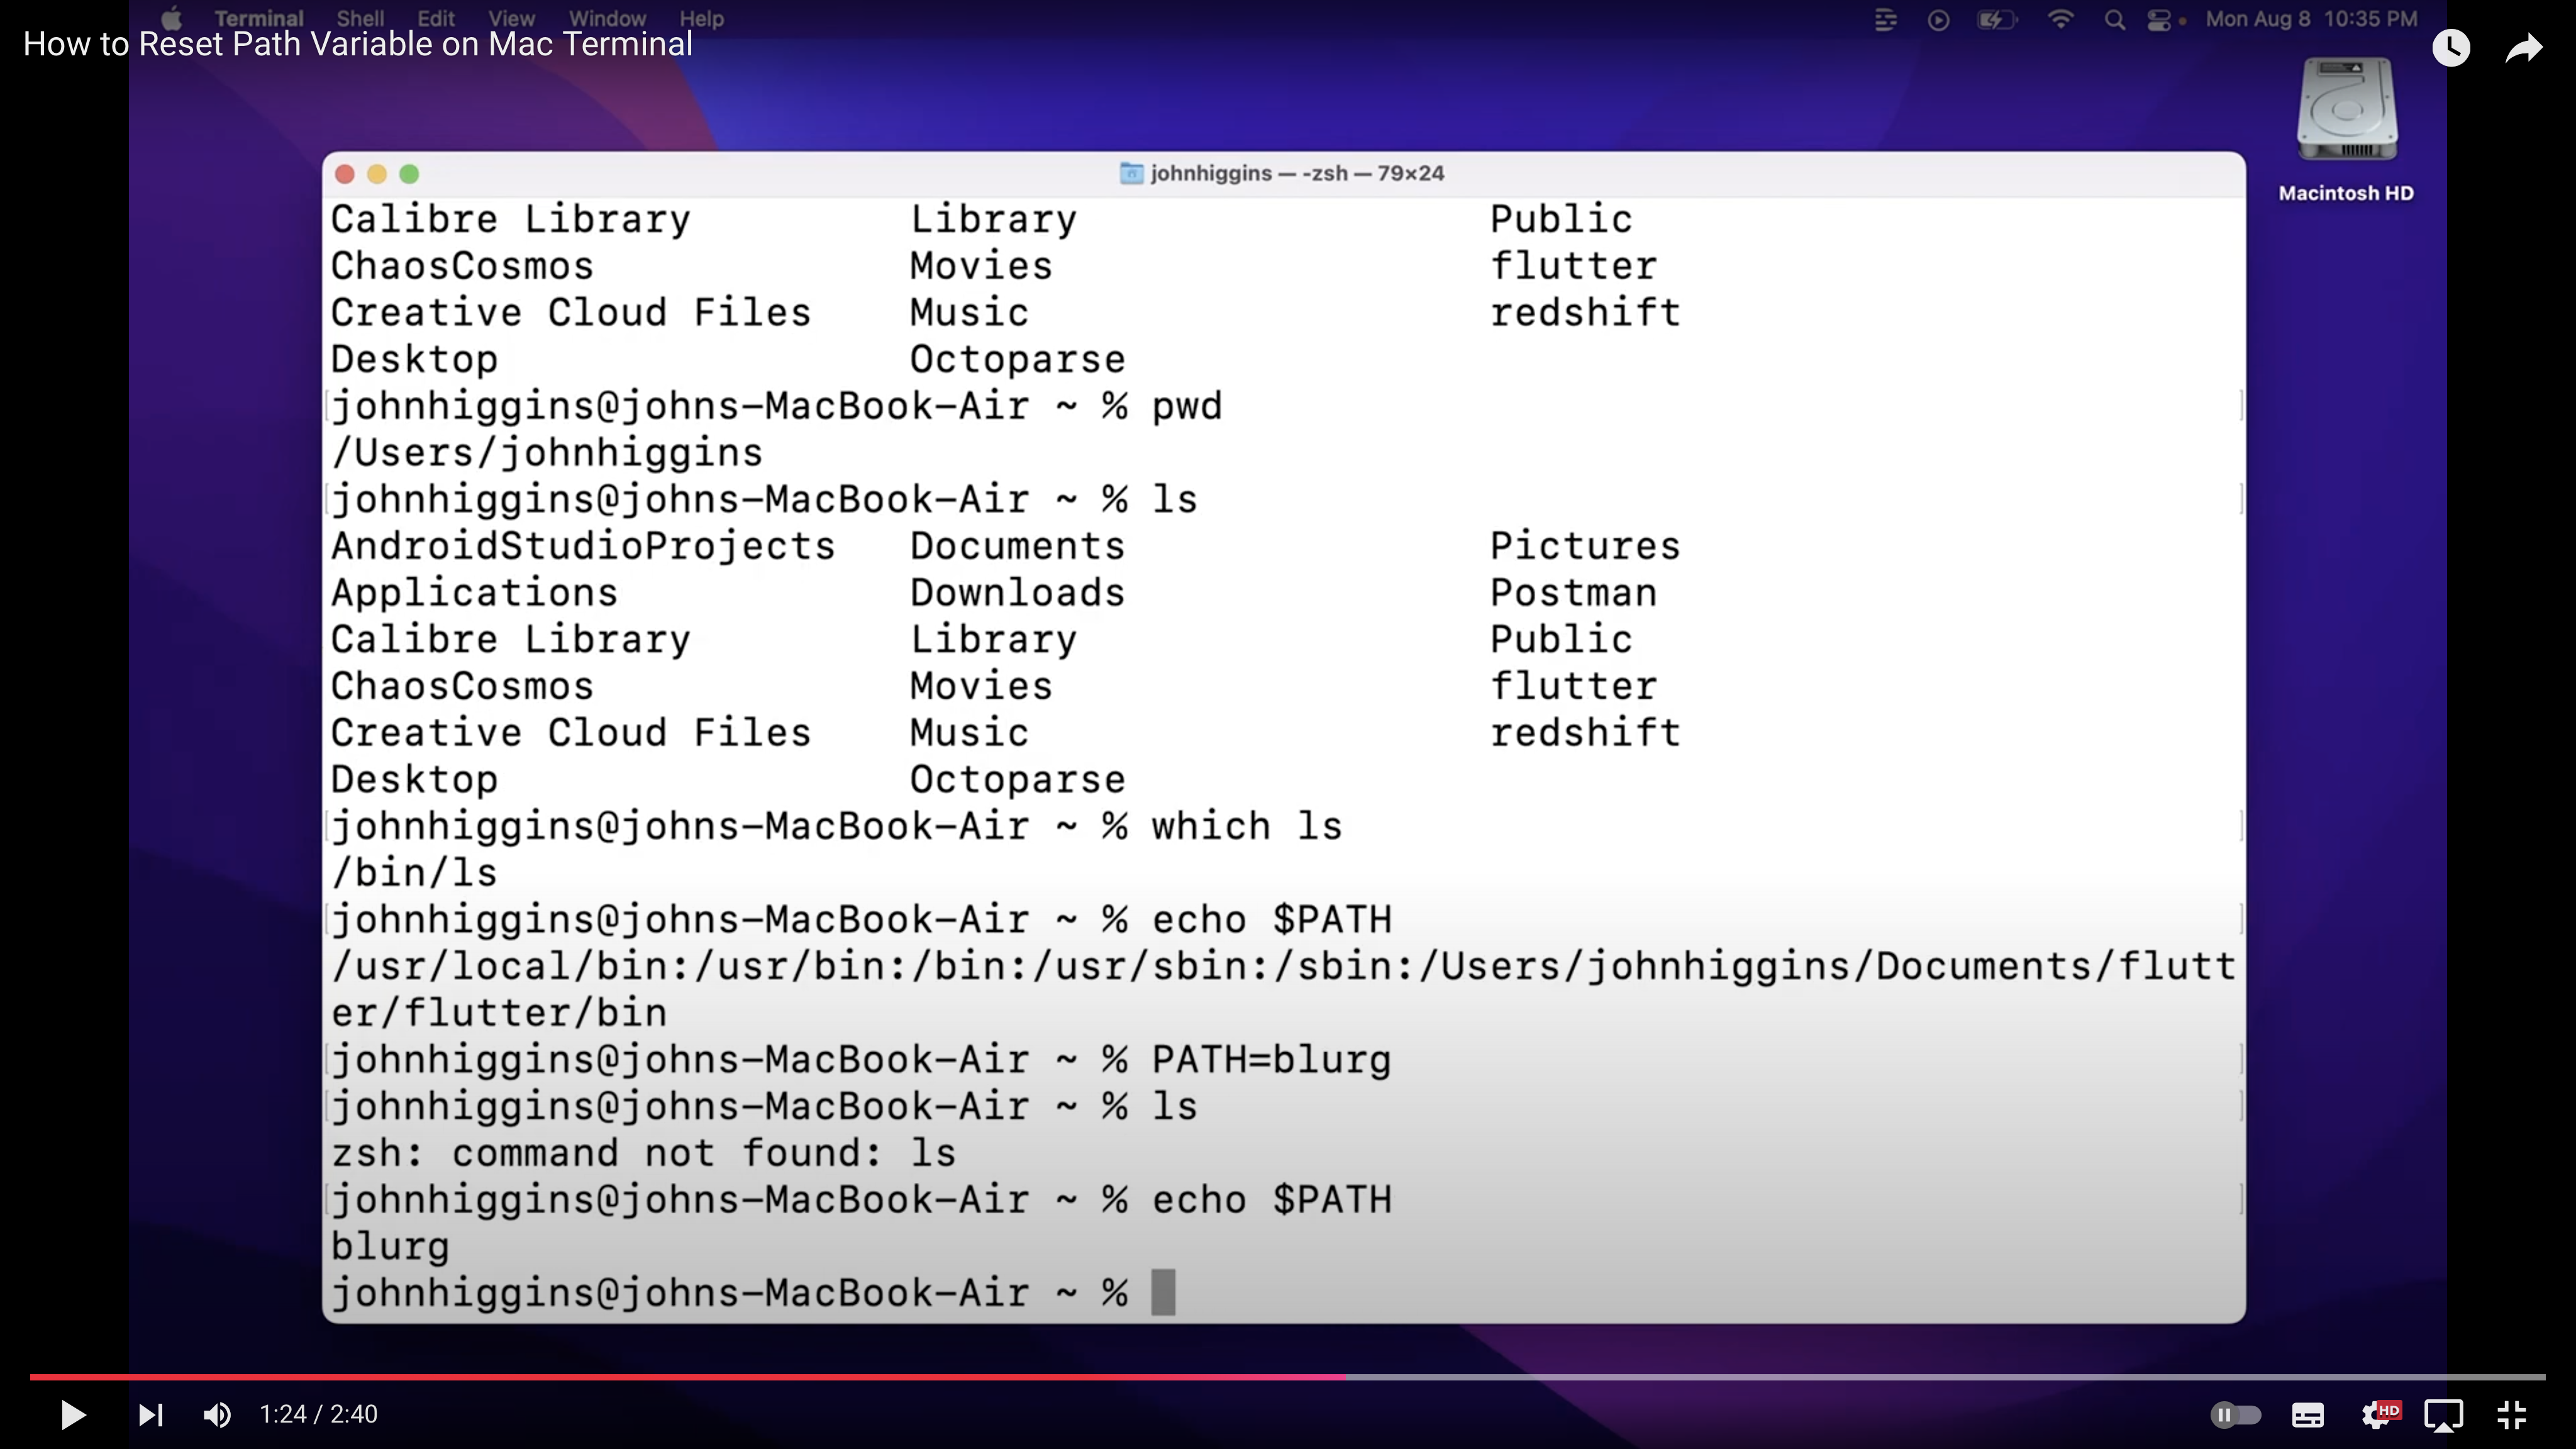 Terminal Shell Edit View Window Help Mon Aug 8 10:35 PM
How to Reset Path Variable on Mac Terminal
Macintosh HD
johnhiggins — -zsh — 79×24
Calibre Library Library Public
ChaosCosmos Movies flutter
Creative Cloud Files Music redshift
Desktop Octoparse
johnhiggins@johns-MacBook-Air ~ % pwd
/Users/johnhiggins
johnhiggins@johns-MacBook-Air ~ % ls
AndroidStudioProjects Documents Pictures
Applications Downloads Postman
Calibre Library Library Public
ChaosCosmos Movies flutter
Creative Cloud Files Music redshift
Desktop Octoparse
johnhiggins@johns-MacBook-Air ~ % which ls
/bin/ls
johnhiggins@johns-MacBook-Air ~ % echo $PATH
/usr/local/bin:/usr/bin:/bin:/usr/sbin:/sbin:/Users/johnhiggins/Documents/flutt
er/flutter/bin
johnhiggins@johns-MacBook-Air ~ % PATH=blurg
johnhiggins@johns-MacBook-Air ~ % ls
zsh: command not found: ls
johnhiggins@johns-MacBook-Air ~ % echo $PATH
blurg
johnhiggins@johns-MacBook-Air ~ %
1:24 / 2:40 HD